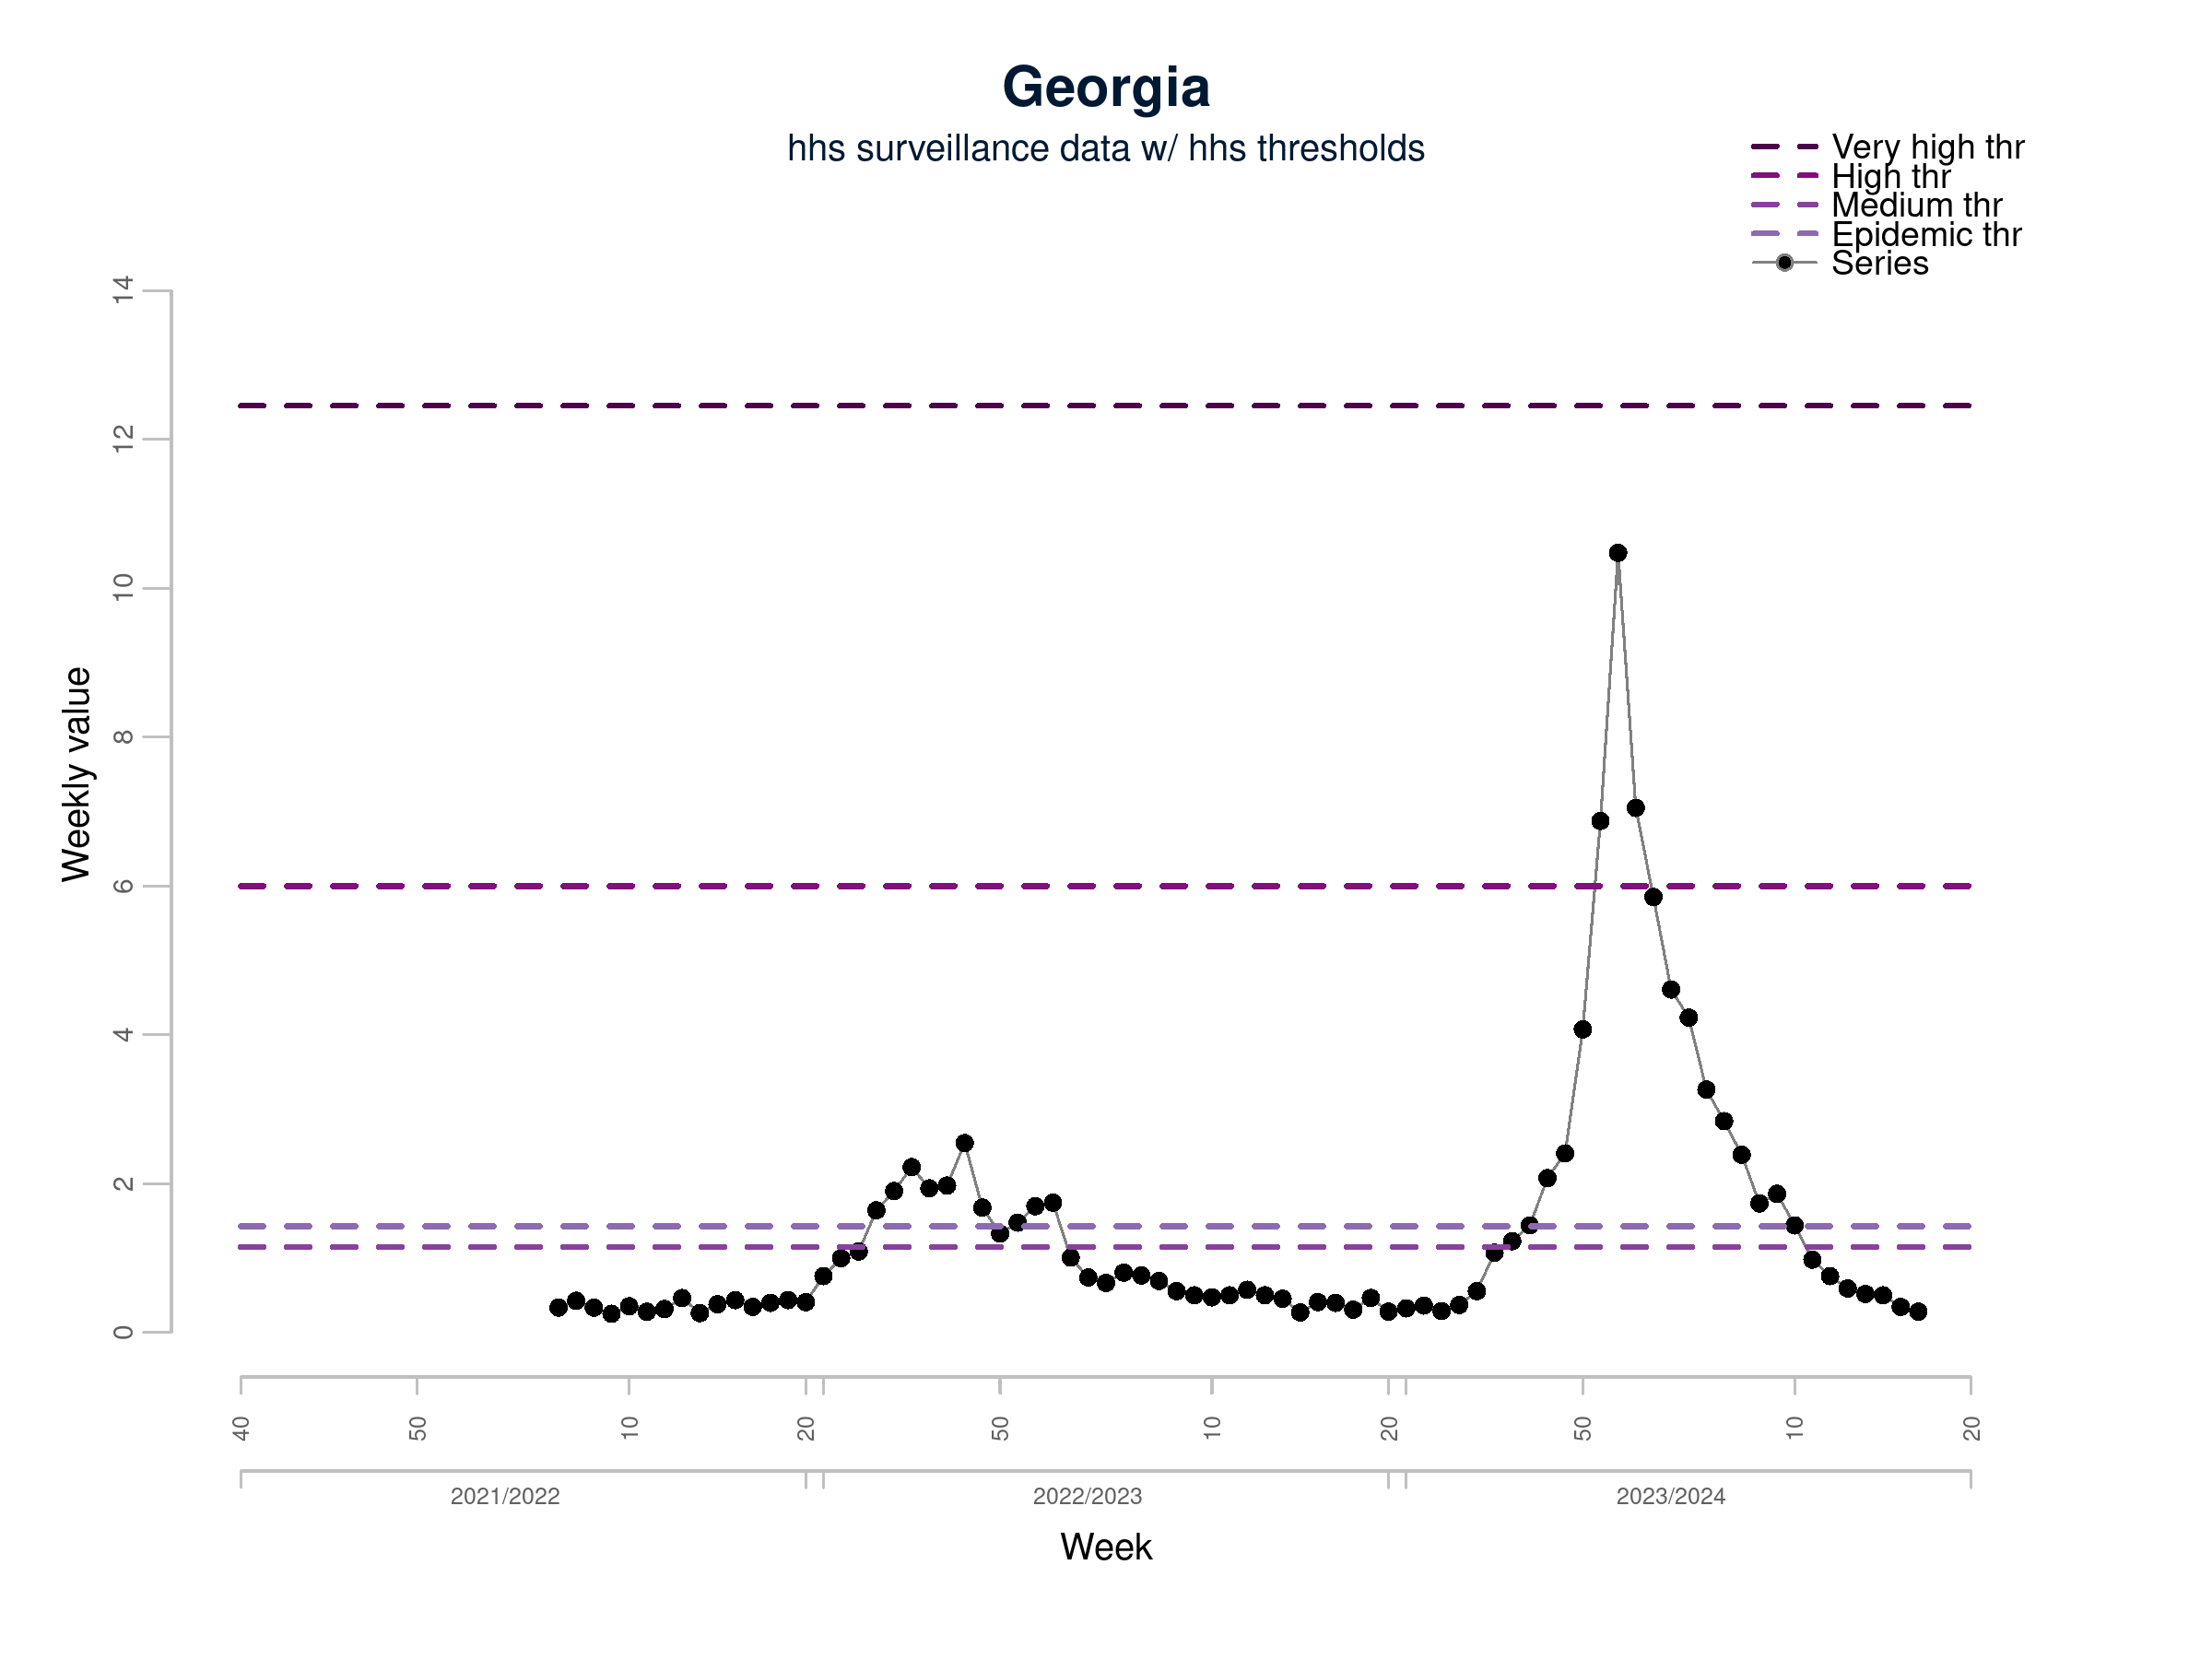 Georgia
hhs surveillance data w/ hhs thresholds
Very high thr
High thr
Medium thr
Epidemic thr
Series
14
12
10
8
6
4
2
0
Weekly value
40 50 10 20 50 10 20 50 10 20
2021/2022 2022/2023 2023/2024
Week